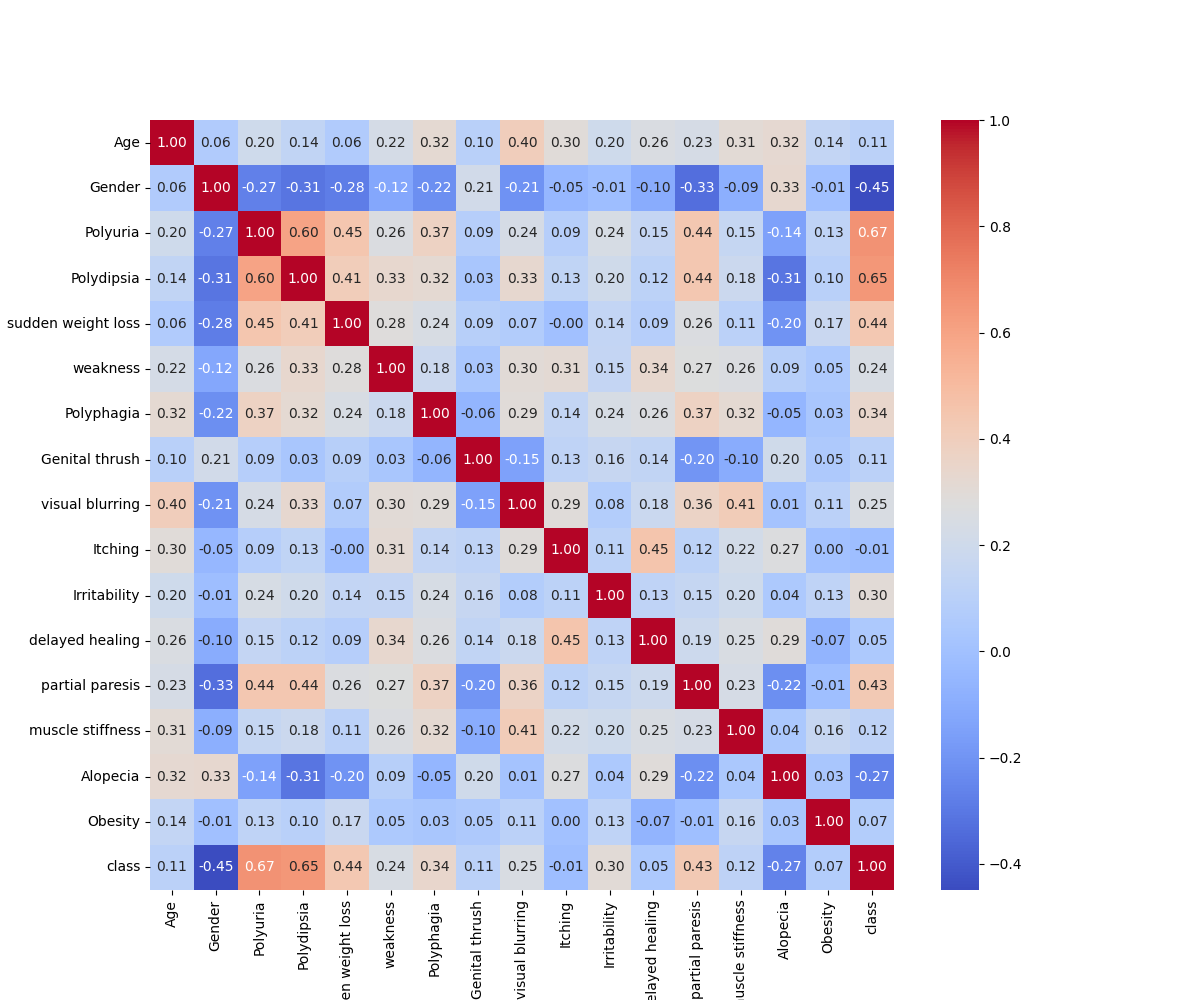 Age 1.00 0.06 0.20 0.14 0.06 0.22 0.32 0.10 0.40 0.30 0.20 0.26 0.23 0.31 0.32 0.14 0.11
Gender 0.06 1.00 -0.27 -0.31 -0.28 -0.12 -0.22 0.21 -0.21 -0.05 -0.01 -0.10 -0.33 -0.09 0.33 -0.01 -0.45
Polyuria 0.20 -0.27 1.00 0.60 0.45 0.26 0.37 0.09 0.24 0.09 0.24 0.15 0.44 0.15 -0.14 0.13 0.67
Polydipsia 0.14 -0.31 0.60 1.00 0.41 0.33 0.32 0.03 0.33 0.13 0.20 0.12 0.44 0.18 -0.31 0.10 0.65
sudden weight loss 0.06 -0.28 0.45 0.41 1.00 0.28 0.24 0.09 0.07 -0.00 0.14 0.09 0.26 0.11 -0.20 0.17 0.44
weakness 0.22 -0.12 0.26 0.33 0.28 1.00 0.18 0.03 0.30 0.31 0.15 0.34 0.27 0.26 0.09 0.05 0.24
Polyphagia 0.32 -0.22 0.37 0.32 0.24 0.18 1.00 -0.06 0.29 0.14 0.24 0.26 0.37 0.32 -0.05 0.03 0.34
Genital thrush 0.10 0.21 0.09 0.03 0.09 0.03 -0.06 1.00 -0.15 0.13 0.16 0.14 -0.20 -0.10 0.20 0.05 0.11
visual blurring 0.40 -0.21 0.24 0.33 0.07 0.30 0.29 -0.15 1.00 0.29 0.08 0.18 0.36 0.41 0.01 0.11 0.25
Itching 0.30 -0.05 0.09 0.13 -0.00 0.31 0.14 0.13 0.29 1.00 0.11 0.45 0.12 0.22 0.27 0.00 -0.01
Irritability 0.20 -0.01 0.24 0.20 0.14 0.15 0.24 0.16 0.08 0.11 1.00 0.13 0.15 0.20 0.04 0.13 0.30
delayed healing 0.26 -0.10 0.15 0.12 0.09 0.34 0.26 0.14 0.18 0.45 0.13 1.00 0.19 0.25 0.29 -0.07 0.05
partial paresis 0.23 -0.33 0.44 0.44 0.26 0.27 0.37 -0.20 0.36 0.12 0.15 0.19 1.00 0.23 -0.22 -0.01 0.43
muscle stiffness 0.31 -0.09 0.15 0.18 0.11 0.26 0.32 -0.10 0.41 0.22 0.20 0.25 0.23 1.00 0.04 0.16 0.12
Alopecia 0.32 0.33 -0.14 -0.31 -0.20 0.09 -0.05 0.20 0.01 0.27 0.04 0.29 -0.22 0.04 1.00 0.03 -0.27
Obesity 0.14 -0.01 0.13 0.10 0.17 0.05 0.03 0.05 0.11 0.00 0.13 -0.07 -0.01 0.16 0.03 1.00 0.07
class 0.11 -0.45 0.67 0.65 0.44 0.24 0.34 0.11 0.25 -0.01 0.30 0.05 0.43 0.12 -0.27 0.07 1.00
Age
Gender
Polyuria
Polydipsia
en weight loss
weakness
Polyphagia
Genital thrush
visual blurring
Itching
Irritability
elayed healing
partial paresis
uscle stiffness
Alopecia
Obesity
class
1.0
0.8
0.6
0.4
0.2
0.0
−0.2
−0.4